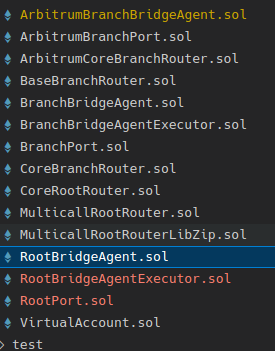 ArbitrumBranchBridgeAgent.sol
ArbitrumBranchPort.sol
ArbitrumCoreBranchRouter.sol
BaseBranchRouter.sol
BranchBridgeAgent.sol
BranchBridgeAgentExecutor.sol
BranchPort.sol
CoreBranchRouter.sol
CoreRootRouter.sol
MulticallRootRouter.sol
MulticallRootRouterLibZip.sol
RootBridgeAgent.sol
RootBridgeAgentExecutor.sol
RootPort.sol
VirtualAccount.sol
test